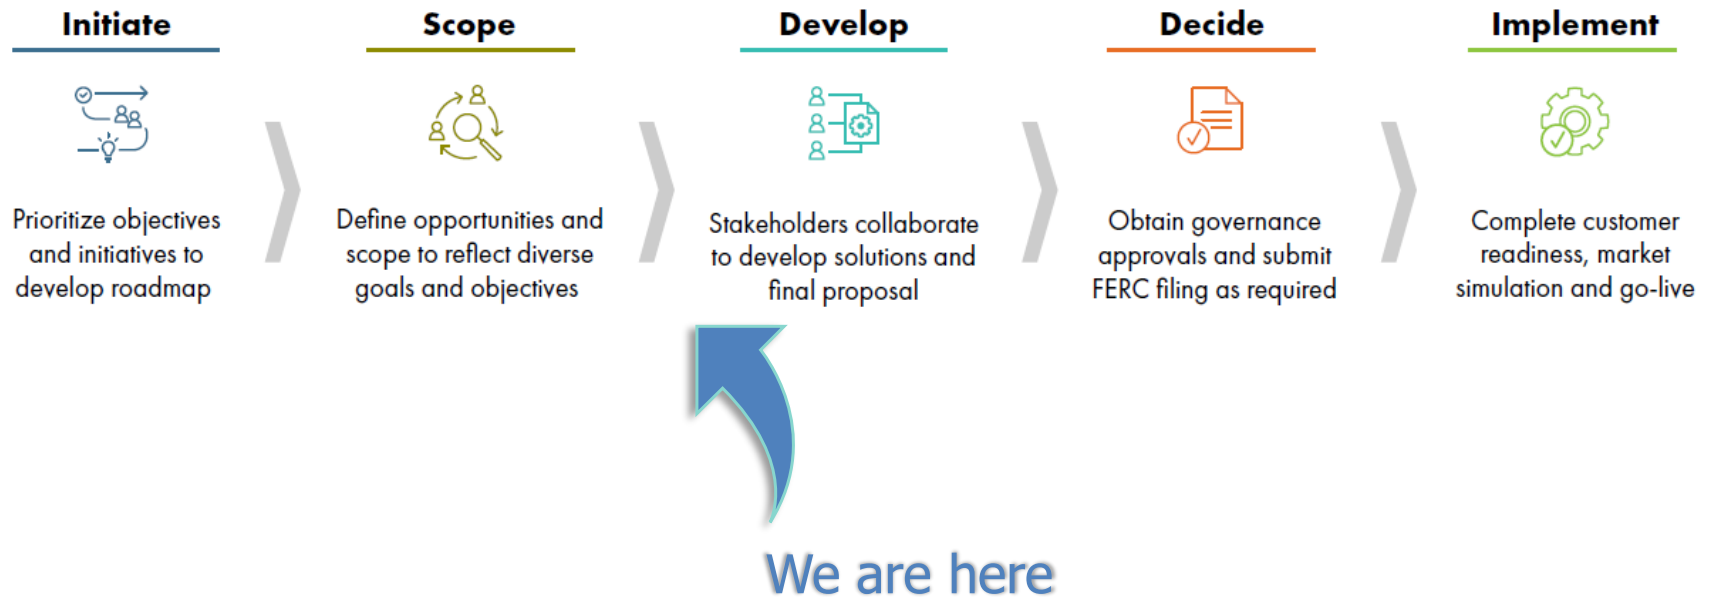 Initiate
Prioritize objectives
and initiatives to
develop roadmap
Scope
Define opportunities and
scope to reflect diverse
goals and objectives
Develop
Stakeholders collaborate
to develop solutions and
final proposal
Decide
Obtain governance
approvals and submit
FERC filing as required
Implement
Complete customer
readiness, market
simulation and go-live
We are here